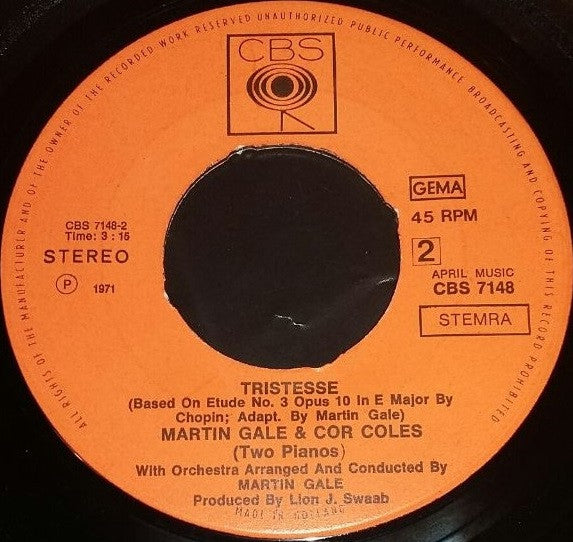 ALL RIGHTS OF THE MANUFACTURER AND OF THE OWNER OF THE RECORDED WORK RESERVED UNAUTHORIZED PUBLIC PERFORMANCE BROADCASTING AND COPYING OF THIS RECORD PROHIBITED
CBS
GEMA
45 RPM
CBS 7148-2
Time: 3 : 15
STEREO
P 1971
2
APRIL MUSIC
CBS 7148
STEMRA
TRISTESSE
(Based On Etude No. 3 Opus 10 In E Major By
Chopin; Adapt. By Martin Gale)
MARTIN GALE & COR COLES
(Two Pianos)
With Orchestra Arranged And Conducted By
MARTIN GALE
Produced By Lion J. Swaab
MADE IN HOLLAND